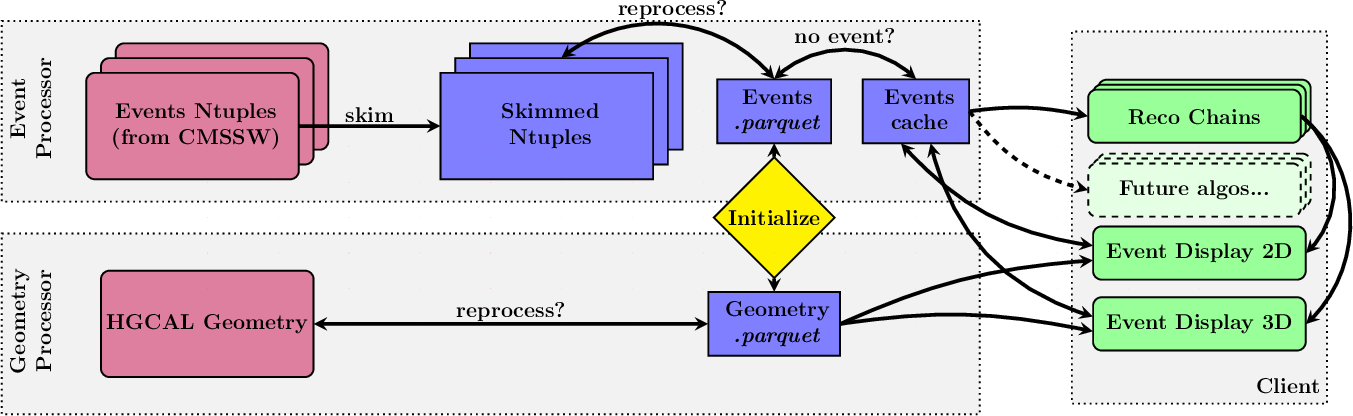 reprocess?
no event?
Event
Processor
Events Ntuples
(from CMSSW)
skim
Skimmed
Ntuples
Events
.parquet
Events
cache
Reco Chains
Future algos...
Initialize
Event Display 2D
Geometry
Processor
HGCAL Geometry
reprocess?
Geometry
.parquet
Event Display 3D
Client